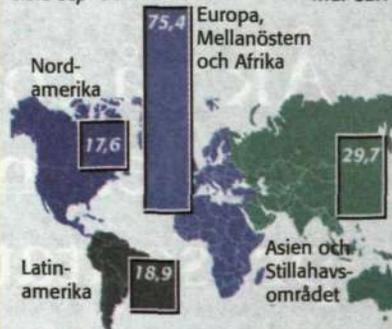 75,4
Europa,
Mellanöstern
och Afrika
Nord-
amerika
17,6
29,7
Latin-
amerika
18,9
Asien och
Stillahavs-
området